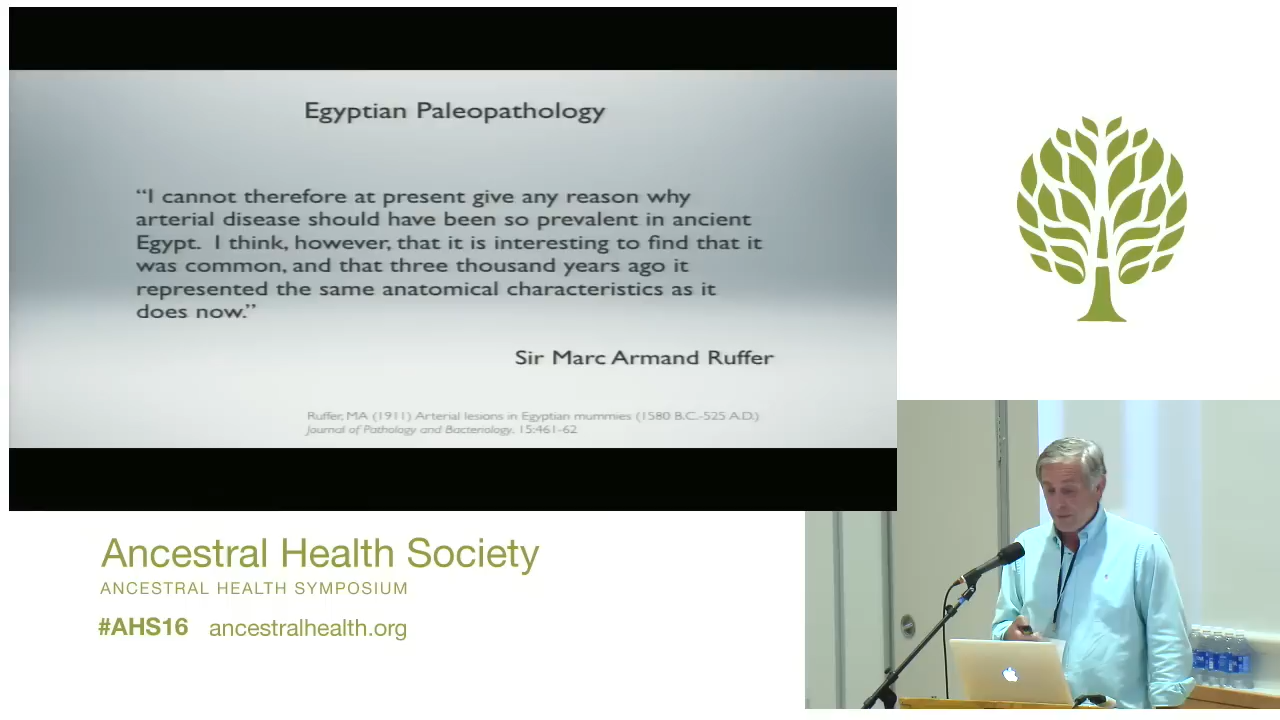 Egyptian Paleopathology
“I cannot therefore at present give any reason why
arterial disease should have been so prevalent in ancient
Egypt. I think, however, that it is interesting to find that it
was common, and that three thousand years ago it
represented the same anatomical characteristics as it
does now.”
Sir Marc Armand Ruffer
Ruffer, MA (1911) Arterial lesions in Egyptian mummies (1580 B.C.-525 A.D.)
Journal of Pathology and Bacteriology. 15:461-62
Ancestral Health Society
ANCESTRAL HEALTH SYMPOSIUM
#AHS16 ancestralhealth.org